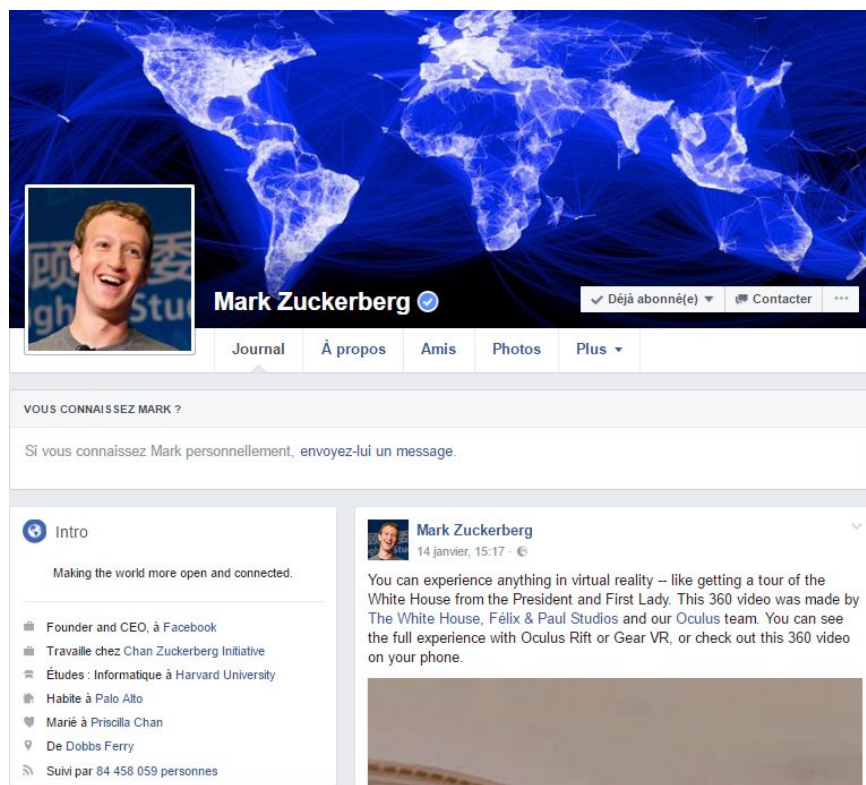 顾 委
gh Stu
Mark Zuckerberg
Déjà abonné(e)
Contacter
Journal
À propos
Amis
Photos
Plus
VOUS CONNAISSEZ MARK ?
Si vous connaissez Mark personnellement, envoyez-lui un message.
Intro
Making the world more open and connected.
Founder and CEO, à Facebook
Travaille chez Chan Zuckerberg Initiative
Études : Informatique à Harvard University
Habite à Palo Alto
Marié à Priscilla Chan
De Dobbs Ferry
Suivi par 84 458 059 personnes
Mark Zuckerberg
14 janvier, 15:17 ·
You can experience anything in virtual reality -- like getting a tour of the
White House from the President and First Lady. This 360 video was made by
The White House, Félix & Paul Studios and our Oculus team. You can see
the full experience with Oculus Rift or Gear VR, or check out this 360 video
on your phone.